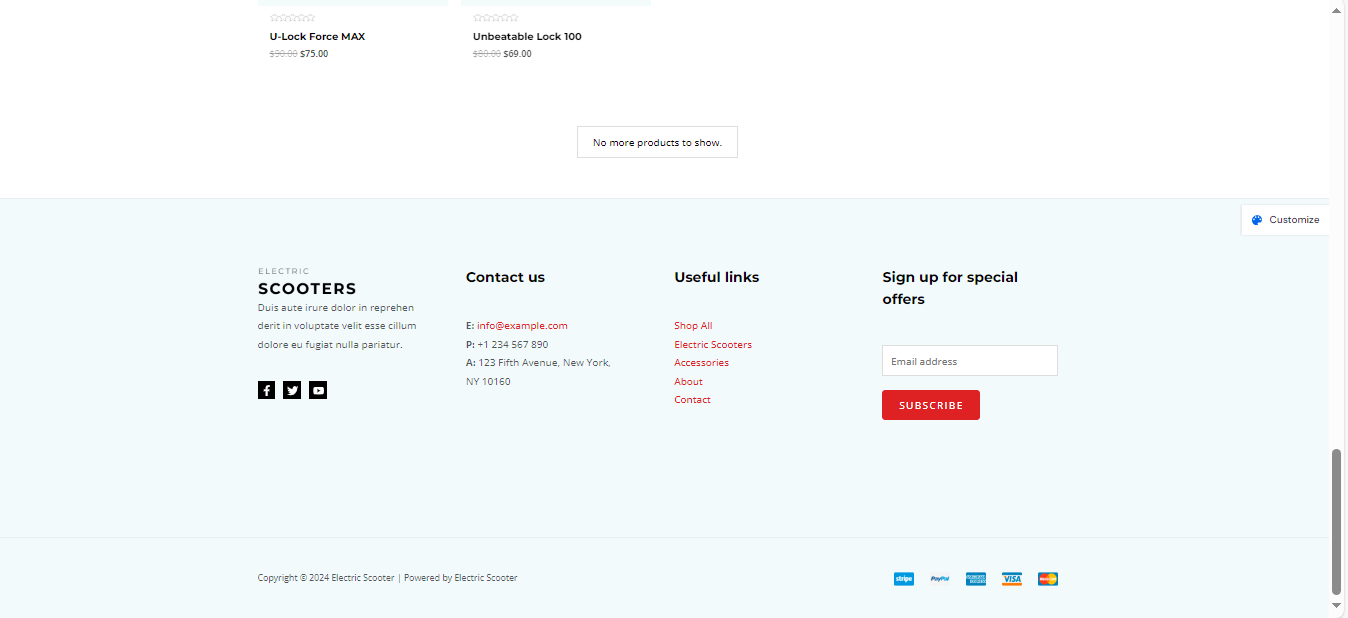 U-Lock Force MAX
$90.00 $75.00
Unbeatable Lock 100
$80.00 $69.00
No more products to show.
Customize
ELECTRIC
SCOOTERS
Duis aute irure dolor in reprehen
derit in voluptate velit esse cillum
dolore eu fugiat nulla pariatur.
Contact us
E: info@example.com
P: +1 234 567 890
A: 123 Fifth Avenue, New York,
NY 10160
Useful links
Shop All
Electric Scooters
Accessories
About
Contact
Sign up for special
offers
Email address
SUBSCRIBE
Copyright © 2024 Electric Scooter | Powered by Electric Scooter
stripe
PayPal
VISA